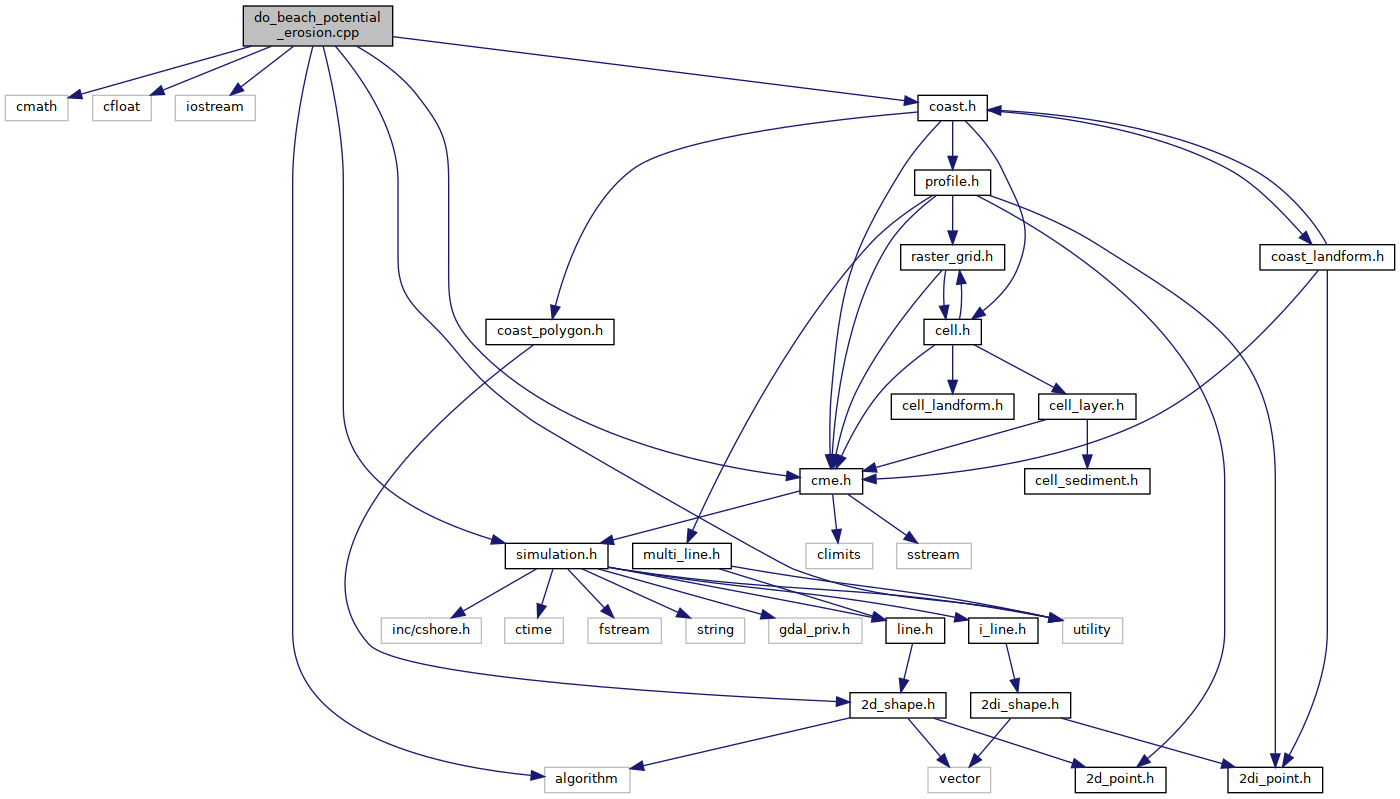 do_beach_potential
_erosion.cpp
cmath
cfloat
iostream
coast.h
profile.h
raster_grid.h
coast_landform.h
coast_polygon.h
cell.h
cell_landform.h
cell_layer.h
cme.h
cell_sediment.h
simulation.h
multi_line.h
climits
sstream
inc/cshore.h
ctime
fstream
string
gdal_priv.h
line.h
i_line.h
utility
2d_shape.h
2di_shape.h
algorithm
vector
2d_point.h
2di_point.h